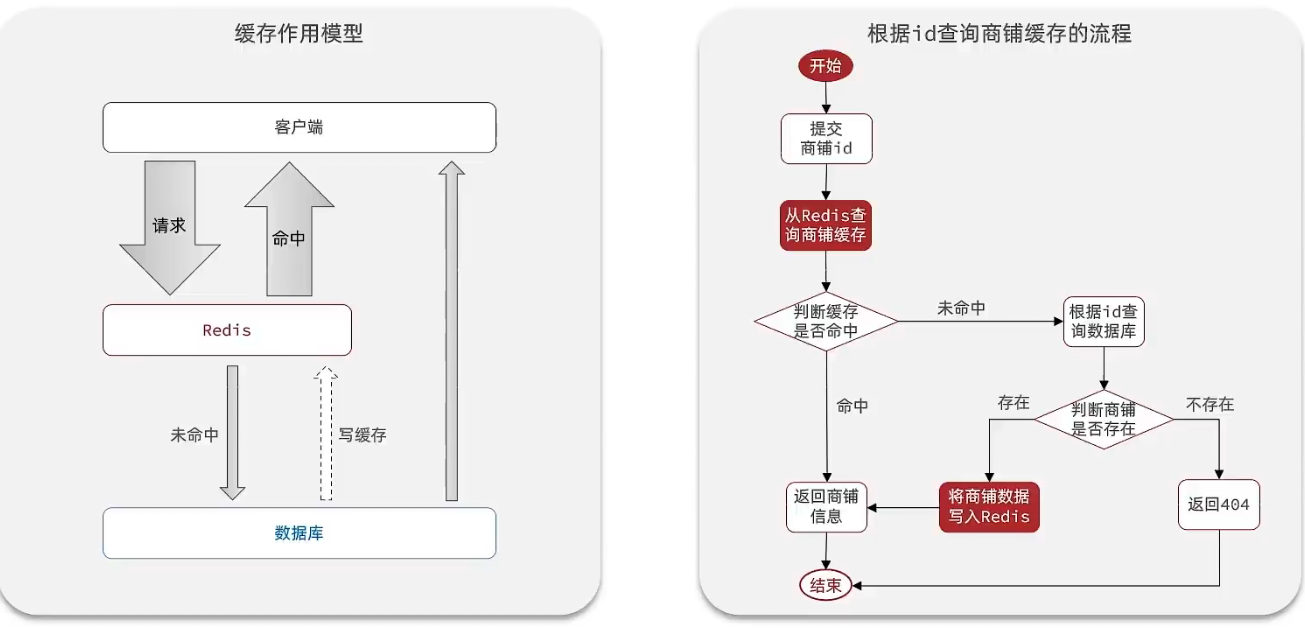 缓存作用模型
客户端
请求
命中
Redis
未命中
写缓存
数据库
根据id查询商铺缓存的流程
开始
提交
商铺id
从Redis查
询商铺缓存
判断缓存
是否命中
未命中
根据id查
询数据库
命中
存在
判断商铺
是否存在
不存在
返回商铺
信息
将商铺数据
写入Redis
返回404
结束